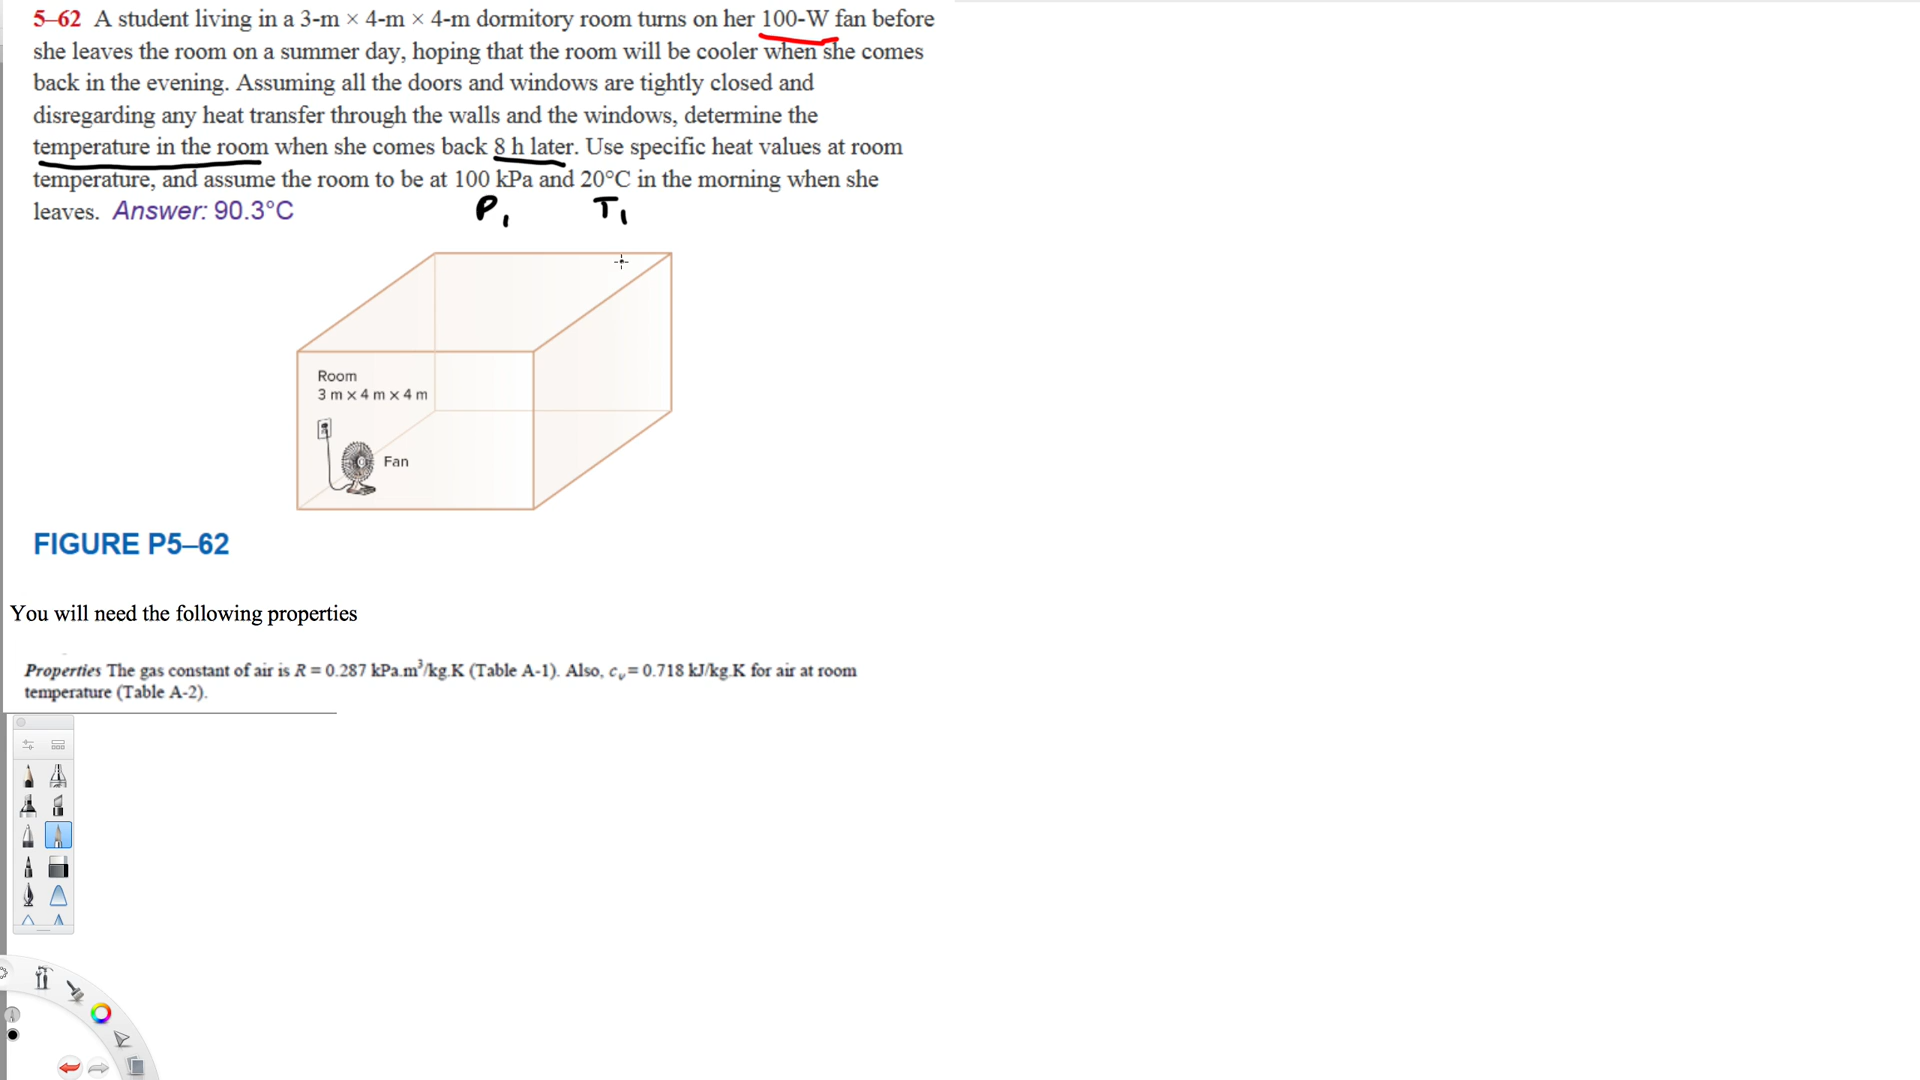 5–62 A student living in a 3-m × 4-m × 4-m dormitory room turns on her 100-W fan before
she leaves the room on a summer day, hoping that the room will be cooler when she comes
back in the evening. Assuming all the doors and windows are tightly closed and
disregarding any heat transfer through the walls and the windows, determine the
temperature in the room when she comes back 8 h later. Use specific heat values at room
temperature, and assume the room to be at 100 kPa and 20°C in the morning when she
leaves. Answer: 90.3°C
P₁ T₁
Room
3 m x 4 m x 4 m
Fan
FIGURE P5–62
You will need the following properties
Properties The gas constant of air is R = 0.287 kPa.m³/kg.K (Table A-1). Also, cᵥ = 0.718 kJ/kg.K for air at room
temperature (Table A-2).